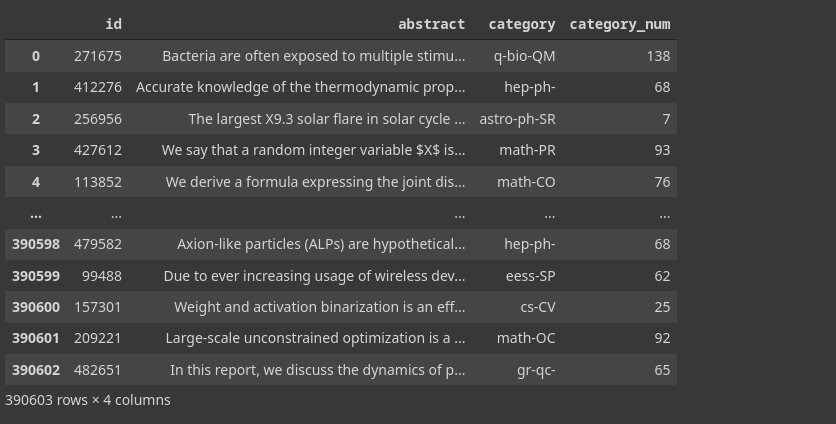 id abstract category category_num
0 271675 Bacteria are often exposed to multiple stimu... q-bio-QM 138
1 412276 Accurate knowledge of the thermodynamic prop... hep-ph- 68
2 256956 The largest X9.3 solar flare in solar cycle ... astro-ph-SR 7
3 427612 We say that a random integer variable $X$ is... math-PR 93
4 113852 We derive a formula expressing the joint dis... math-CO 76
... ... ... ... ...
390598 479582 Axion-like particles (ALPs) are hypothetical... hep-ph- 68
390599 99488 Due to ever increasing usage of wireless dev... eess-SP 62
390600 157301 Weight and activation binarization is an eff... cs-CV 25
390601 209221 Large-scale unconstrained optimization is a ... math-OC 92
390602 482651 In this report, we discuss the dynamics of p... gr-qc- 65
390603 rows × 4 columns